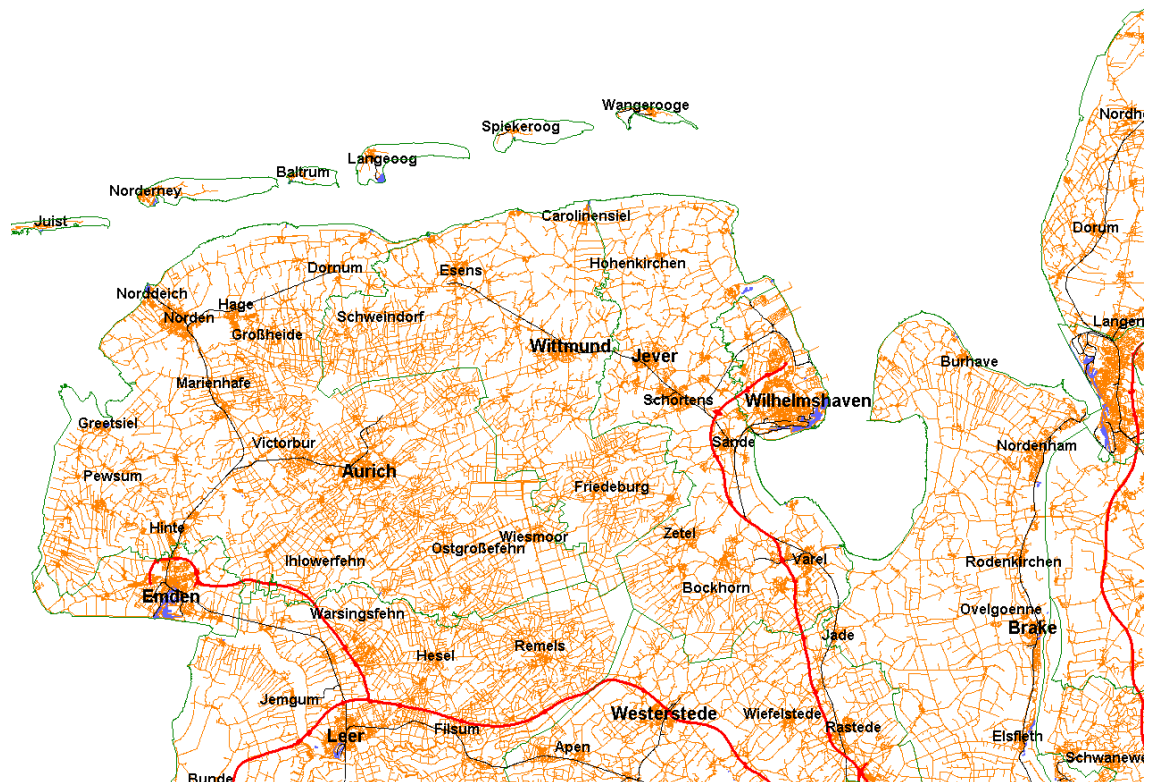 Wangerooge
Nordh
Spiekeroog
Langeoog
Baltrum
Norderney
Carolinensiel
Juist
Dorum
Hohenkirchen
Dornum
Esens
Norddeich
Hage
Norden
Schweindorf
Langen
Großheide
Wittmund
Jever
Burhave
Marienhafe
Schortens
Wilhelmshaven
Greetsiel
Victorbur
Sande
Nordenham
Aurich
Pewsum
Friedeburg
Hinte
Zetel
Wiesmoor
Ostgroßefehn
Ihlowerfehn
Varel
Rodenkirchen
Bockhorn
Emden
Ovelgoenne
Warsingsfehn
Brake
Jade
Remels
Hesel
Jemgum
Westerstede
Wiefelstede
Rastede
Filsum
Leer
Elsfleth
Apen
Schwanewe
Bunde